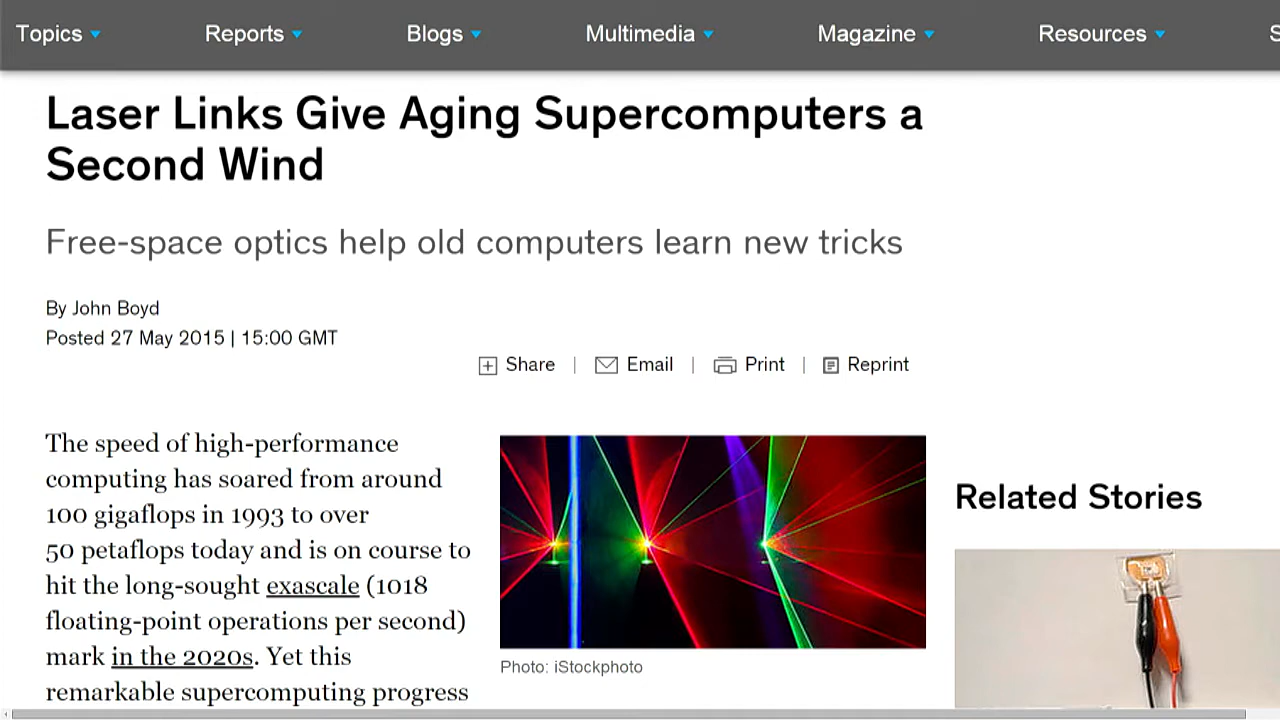 Topics Reports Blogs Multimedia Magazine Resources S
Laser Links Give Aging Supercomputers a
Second Wind
Free-space optics help old computers learn new tricks
By John Boyd
Posted 27 May 2015 | 15:00 GMT
Share | Email | Print | Reprint
The speed of high-performance
computing has soared from around
100 gigaflops in 1993 to over
50 petaflops today and is on course to
hit the long-sought exascale (1018
floating-point operations per second)
mark in the 2020s. Yet this
remarkable supercomputing progress
Photo: iStockphoto
Related Stories